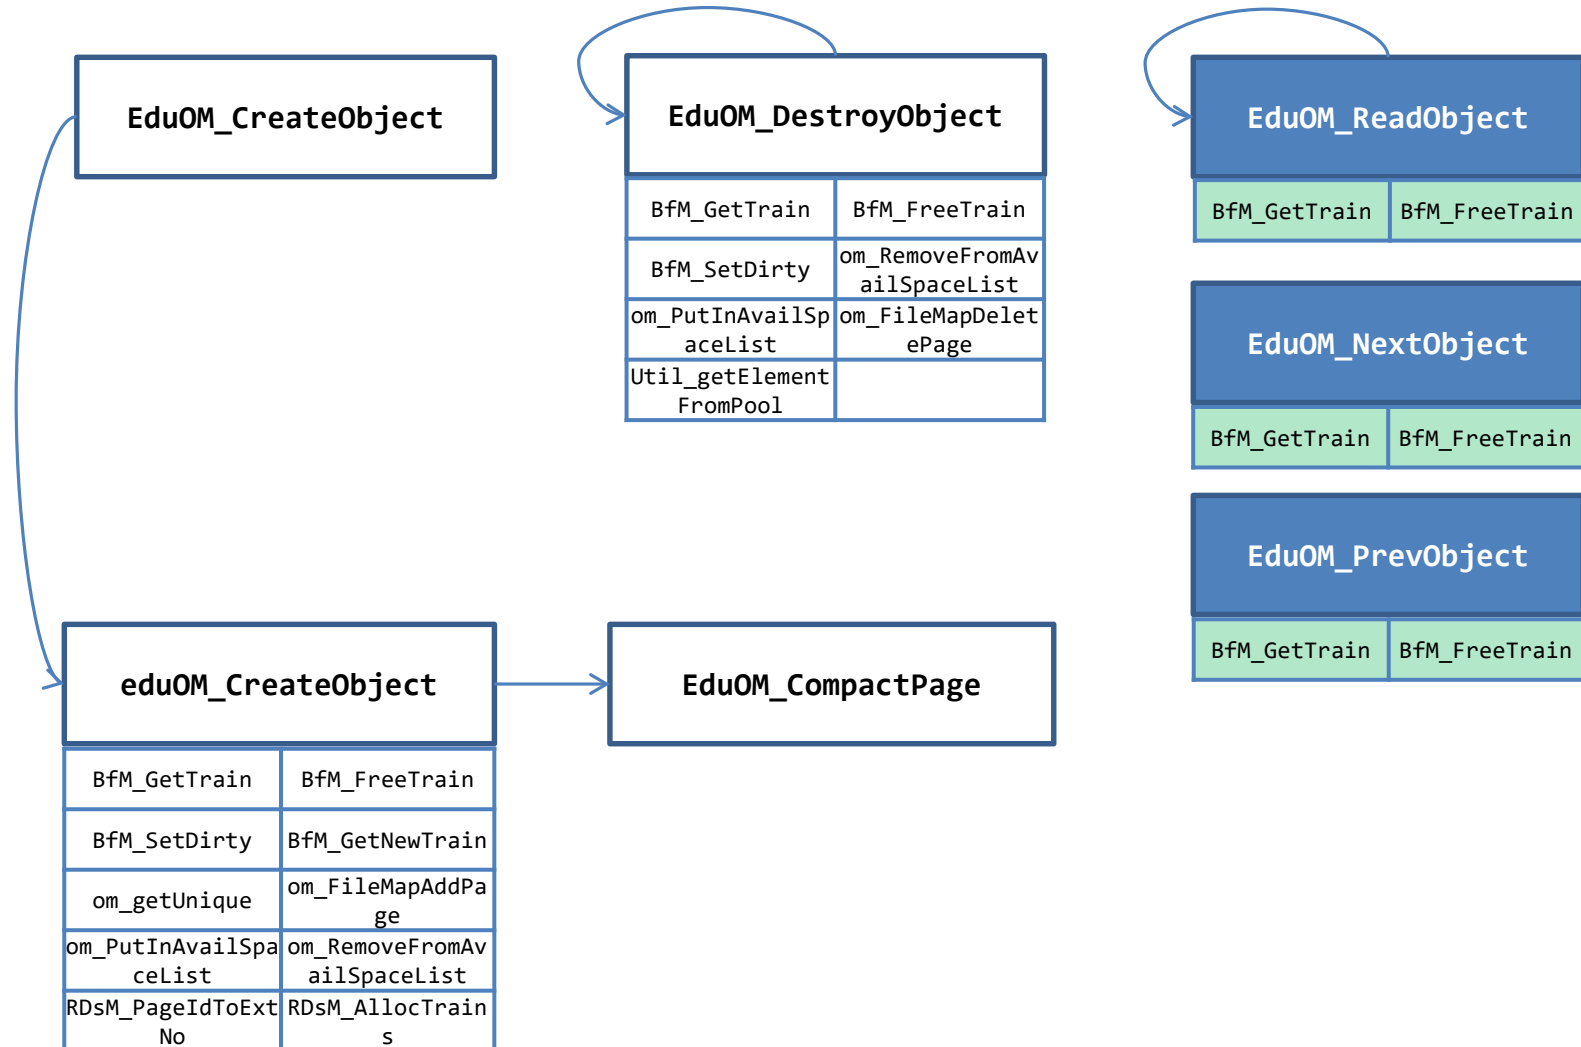 EduOM_CreateObject
EduOM_DestroyObject
BfM_GetTrain
BfM_FreeTrain
BfM_SetDirty
om_RemoveFromAv
ailSpaceList
om_PutInAvailSp
aceList
om_FileMapDelet
ePage
Util_getElement
FromPool
EduOM_ReadObject
BfM_GetTrain
BfM_FreeTrain
EduOM_NextObject
BfM_GetTrain
BfM_FreeTrain
EduOM_PrevObject
BfM_GetTrain
BfM_FreeTrain
eduOM_CreateObject
EduOM_CompactPage
BfM_GetTrain
BfM_FreeTrain
BfM_SetDirty
BfM_GetNewTrain
om_getUnique
om_FileMapAddPa
ge
om_PutInAvailSpa
ceList
om_RemoveFromAv
ailSpaceList
RDsM_PageIdToExt
No
RDsM_AllocTrain
s